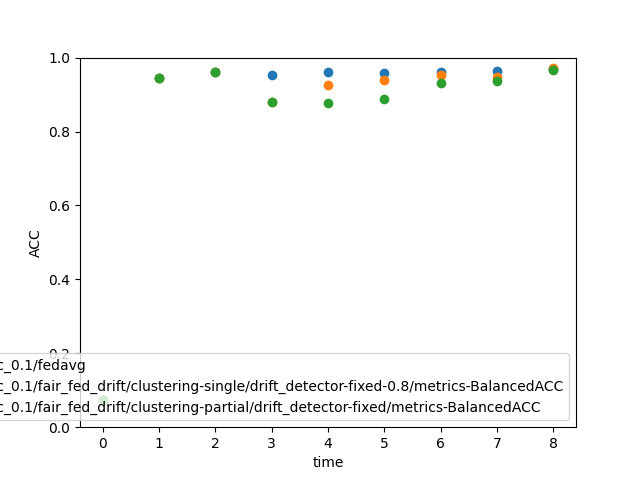 1.0
0.8
0.6
0.4
0.2
0.0
ACC
c_0.1/fedavg
c_0.1/fair_fed_drift/clustering-single/drift_detector-fixed-0.8/metrics-BalancedACC
c_0.1/fair_fed_drift/clustering-partial/drift_detector-fixed/metrics-BalancedACC
0 1 2 3 4 5 6 7 8
time